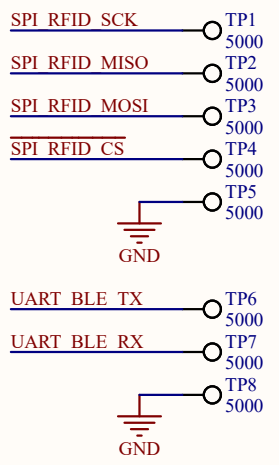 SPI_RFID_SCK TP1
5000
SPI_RFID_MISO TP2
5000
SPI_RFID_MOSI TP3
5000
SPI_RFID_CS TP4
5000
TP5
5000
GND
UART_BLE_TX TP6
5000
UART_BLE_RX TP7
5000
TP8
5000
GND